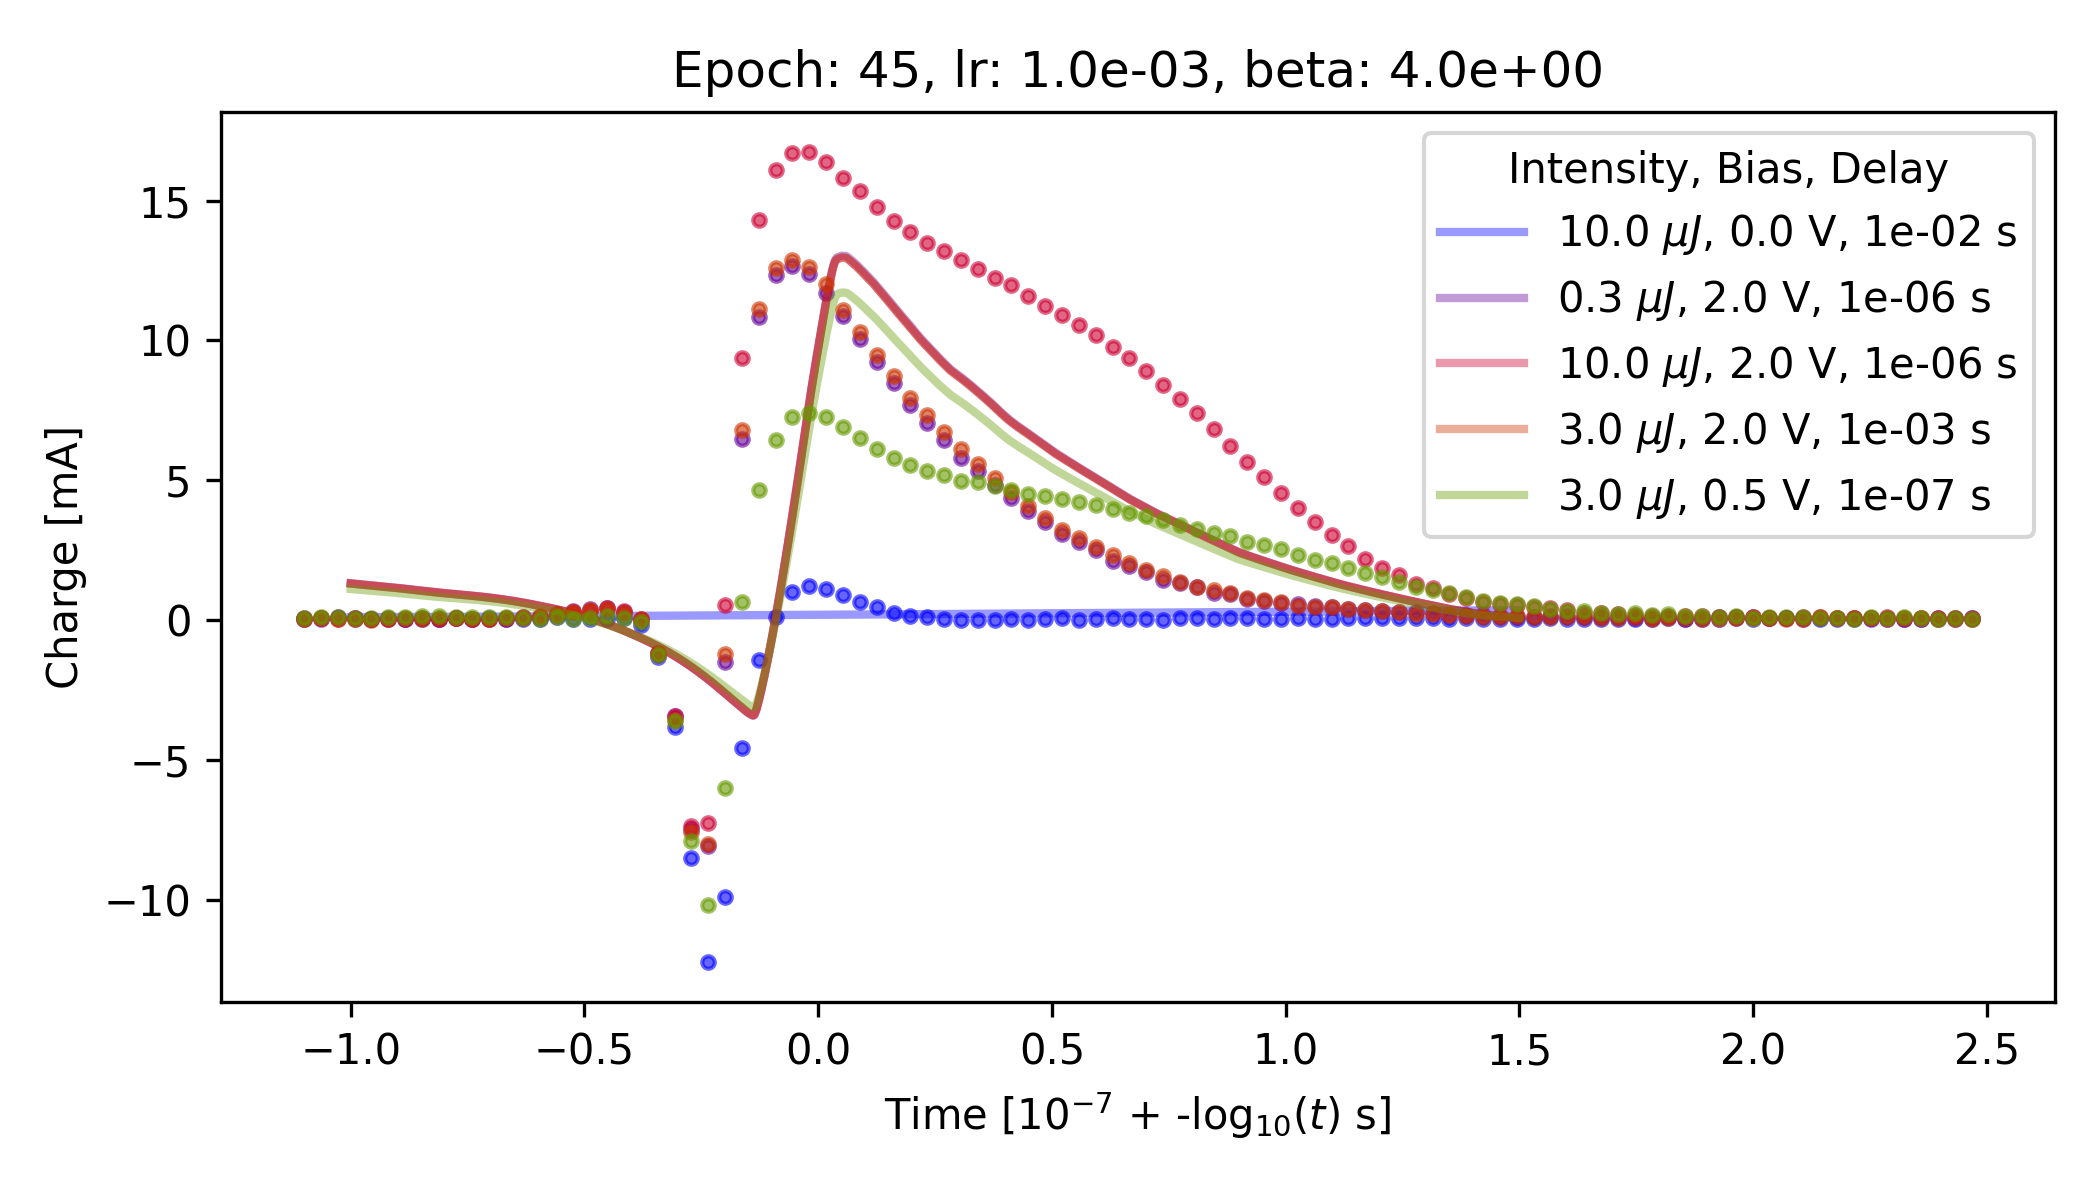 Epoch: 45, lr: 1.0e-03, beta: 4.0e+00
Charge [mA]
15
10
5
0
−5
−10
Intensity, Bias, Delay
10.0 μJ, 0.0 V, 1e-02 s
0.3 μJ, 2.0 V, 1e-06 s
10.0 μJ, 2.0 V, 1e-06 s
3.0 μJ, 2.0 V, 1e-03 s
3.0 μJ, 0.5 V, 1e-07 s
−1.0 −0.5 0.0 0.5 1.0 1.5 2.0 2.5
Time [10⁻⁷ + -log₁₀(t) s]